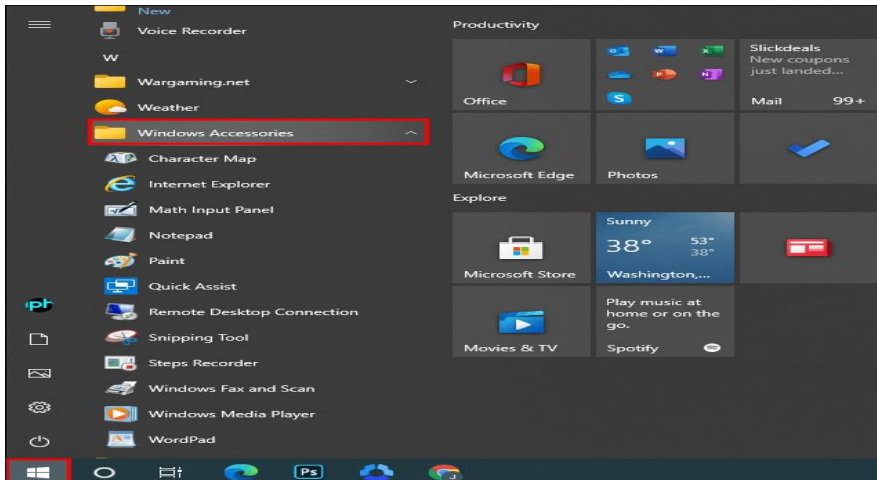 New
Voice Recorder
W
Wargaming.net
Weather
Windows Accessories
Character Map
Internet Explorer
Math Input Panel
Notepad
Paint
Quick Assist
Remote Desktop Connection
Snipping Tool
Steps Recorder
Windows Fax and Scan
Windows Media Player
WordPad
ph
Productivity
Office
Slickdeals
New coupons
just landed...
Mail 99+
Microsoft Edge
Photos
Explore
Microsoft Store
Sunny
38° 53°
38°
Washington,...
Movies & TV
Play music at
home or on the
go.
Spotify
Ps
J